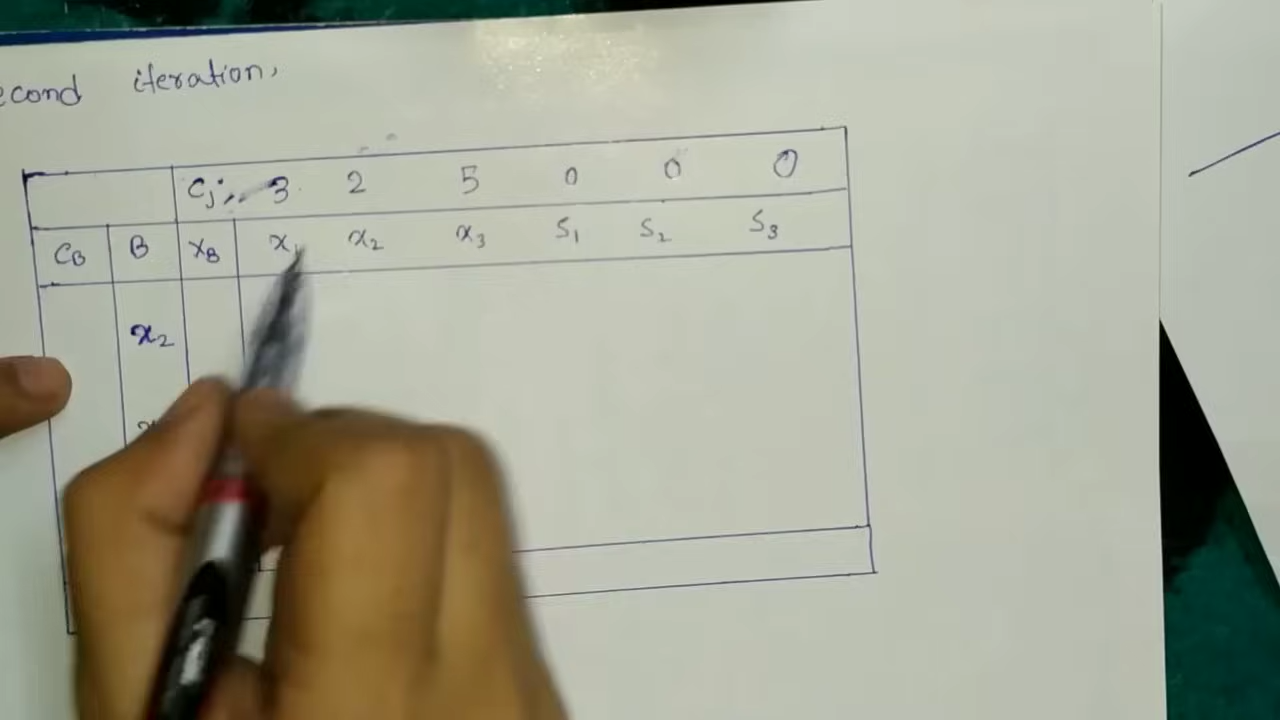 econd iteration,
Cj 3 2 5 0 0 0
CB B XB x1 x2 x3 S1 S2 S3
x2